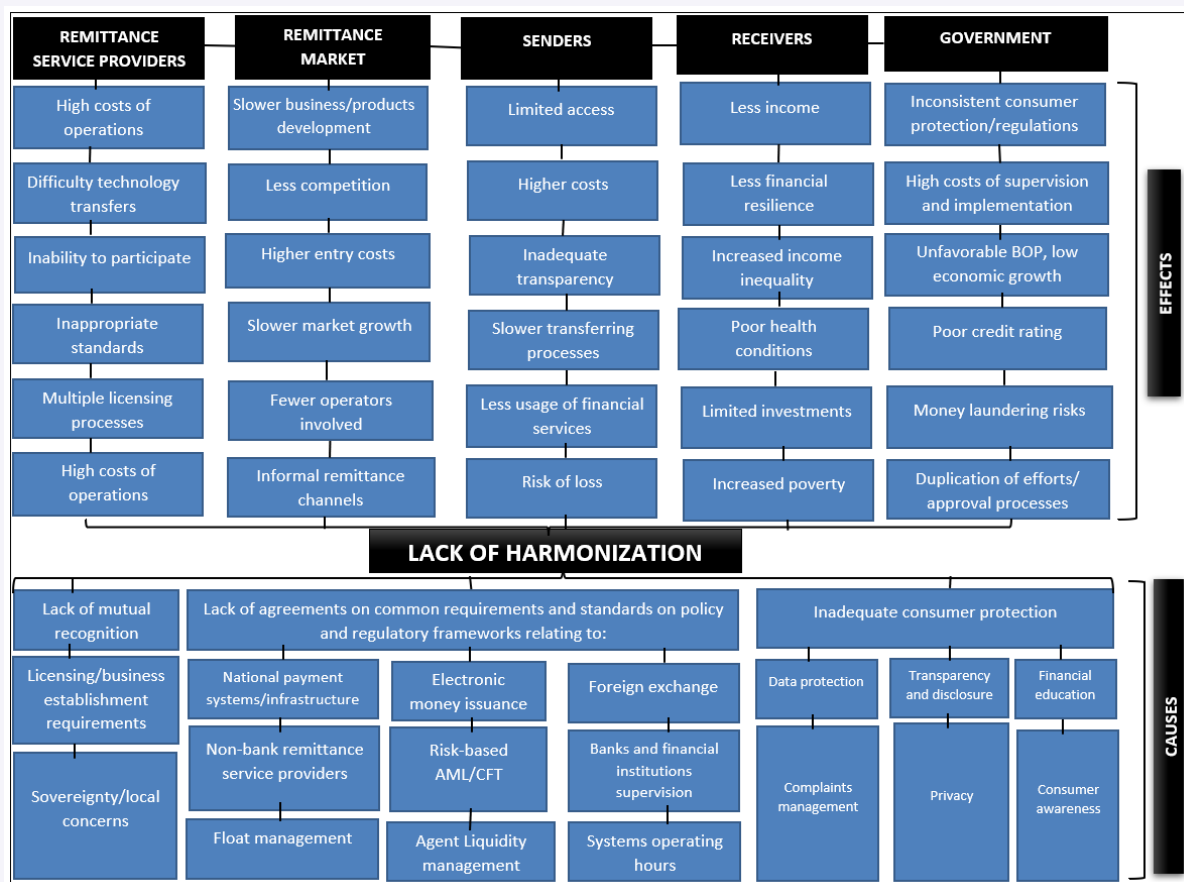 REMITTANCE
SERVICE PROVIDERS
High costs of
operations
Difficulty technology
transfers
Inability to participate
Inappropriate
standards
Multiple licensing
processes
High costs of
operations
REMITTANCE
MARKET
Slower business/products
development
Less competition
Higher entry costs
Slower market growth
Fewer operators
involved
Informal remittance
channels
SENDERS
Limited access
Higher costs
Inadequate
transparency
Slower transferring
processes
Less usage of financial
services
Risk of loss
RECEIVERS
Less income
Less financial
resilience
Increased income
inequality
Poor health
conditions
Limited investments
Increased poverty
GOVERNMENT
Inconsistent consumer
protection/regulations
High costs of supervision
and implementation
Unfavorable BOP, low
economic growth
Poor credit rating
Money laundering risks
Duplication of efforts/
approval processes
EFFECTS
LACK OF HARMONIZATION
Lack of mutual
recognition
Licensing/business
establishment
requirements
Sovereignty/local
concerns
Lack of agreements on common requirements and standards on policy
and regulatory frameworks relating to:
National payment
systems/infrastructure
Non-bank remittance
service providers
Float management
Electronic
money issuance
Risk-based
AML/CFT
Agent Liquidity
management
Foreign exchange
Banks and financial
institutions
supervision
Systems operating
hours
Inadequate consumer protection
Data protection
Complaints
management
Transparency
and disclosure
Privacy
Financial
education
Consumer
awareness
CAUSES